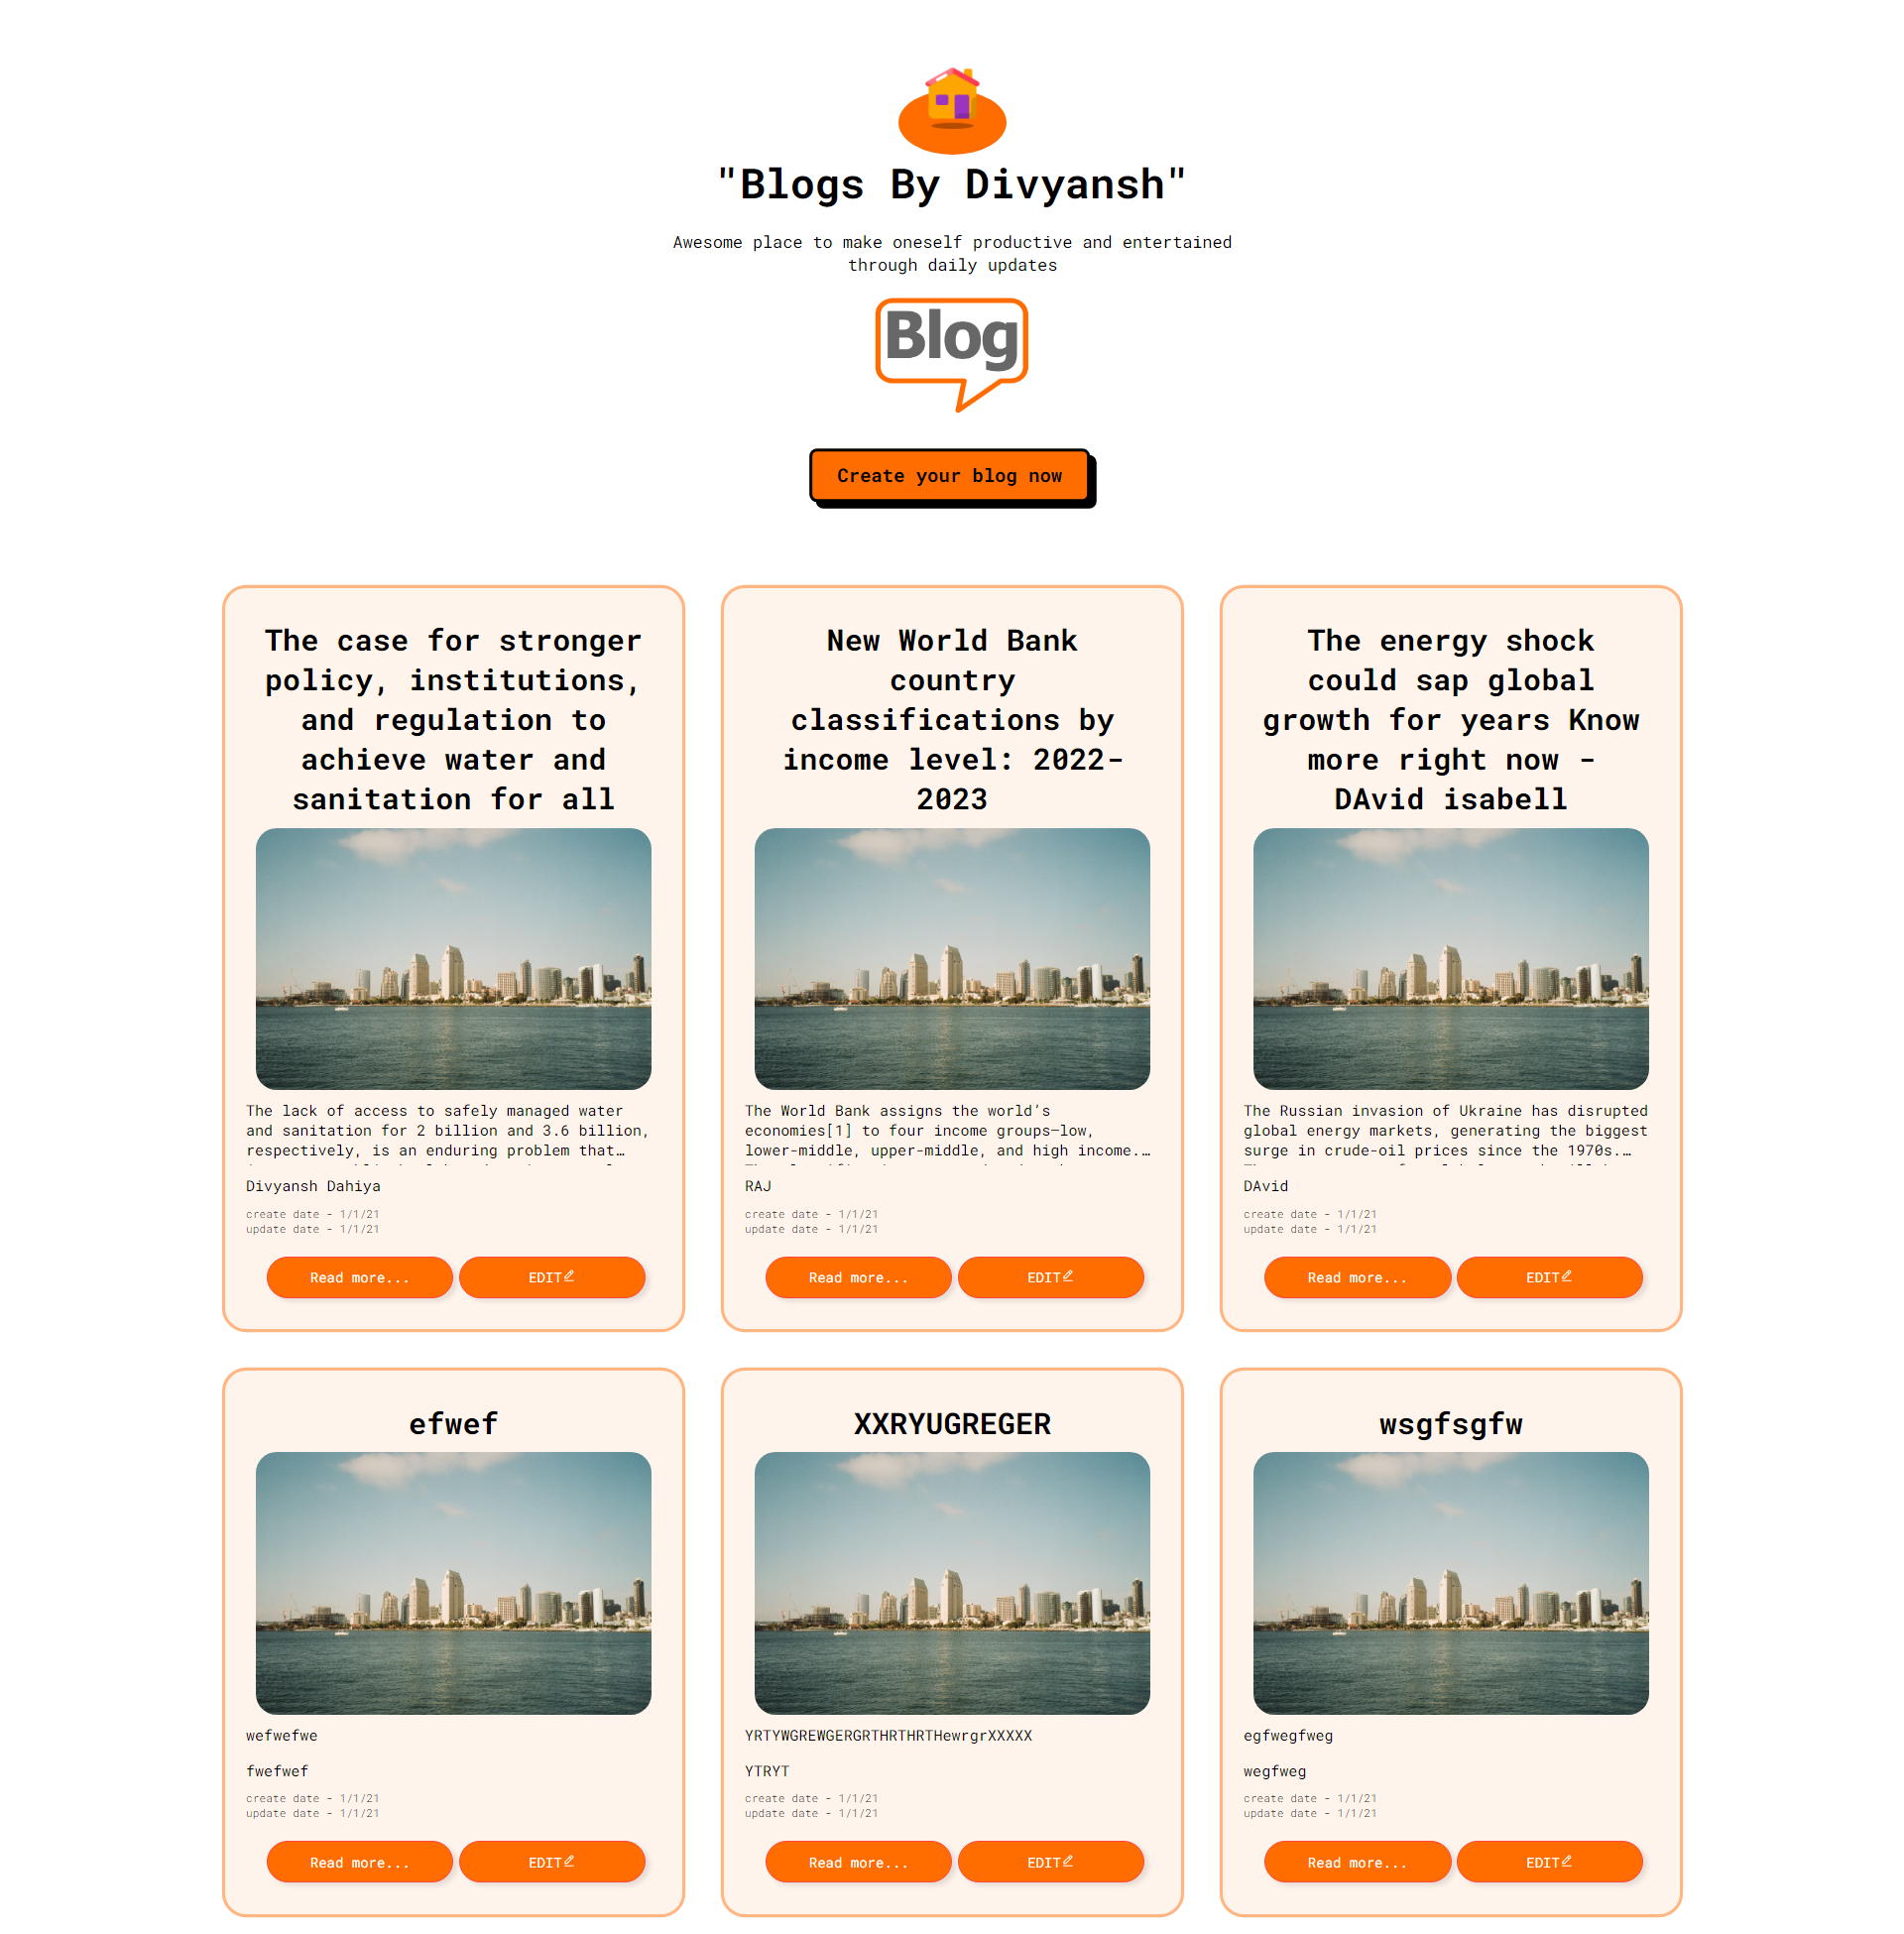 "Blogs By Divyansh"
Awesome place to make oneself productive and entertained
through daily updates
Blog
Create your blog now
The case for stronger
policy, institutions,
and regulation to
achieve water and
sanitation for all
The lack of access to safely managed water
and sanitation for 2 billion and 3.6 billion,
respectively, is an enduring problem that…
Divyansh Dahiya
create date - 1/1/21
update date - 1/1/21
Read more...
EDIT
New World Bank
country
classifications by
income level: 2022-
2023
The World Bank assigns the world’s
economies[1] to four income groups—low,
lower-middle, upper-middle, and high income.…
RAJ
create date - 1/1/21
update date - 1/1/21
Read more...
EDIT
The energy shock
could sap global
growth for years Know
more right now -
DAvid isabell
The Russian invasion of Ukraine has disrupted
global energy markets, generating the biggest
surge in crude-oil prices since the 1970s.…
DAvid
create date - 1/1/21
update date - 1/1/21
Read more...
EDIT
efwef
wefwefwe
fwefwef
create date - 1/1/21
update date - 1/1/21
Read more...
EDIT
XXRYUGREGER
YRTYWGREWGERGRTHRTHRTHewrgrXXXXX
YTRYT
create date - 1/1/21
update date - 1/1/21
Read more...
EDIT
wsgfsgfw
egfwegfweg
wegfweg
create date - 1/1/21
update date - 1/1/21
Read more...
EDIT